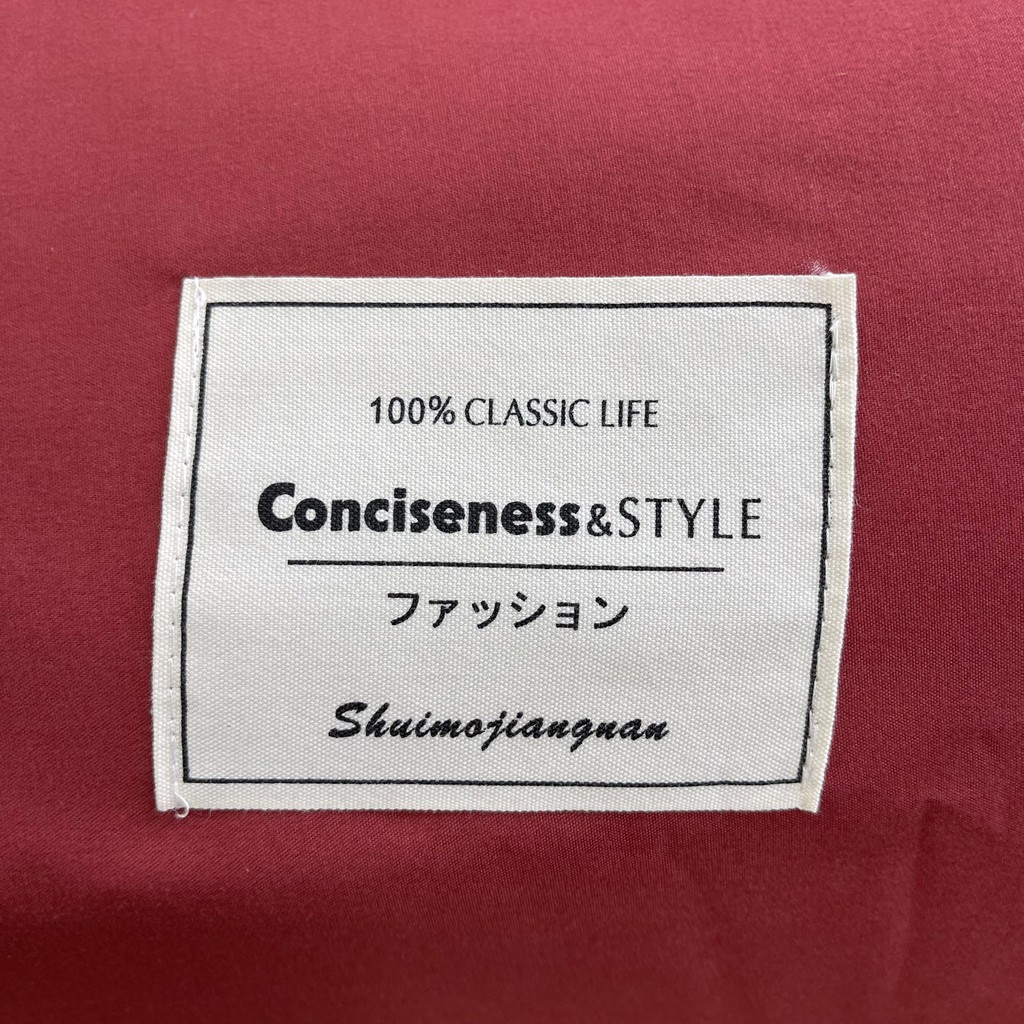 100% CLASSIC LIFE
Conciseness&STYLE
ファッション
Shuimojiangnan